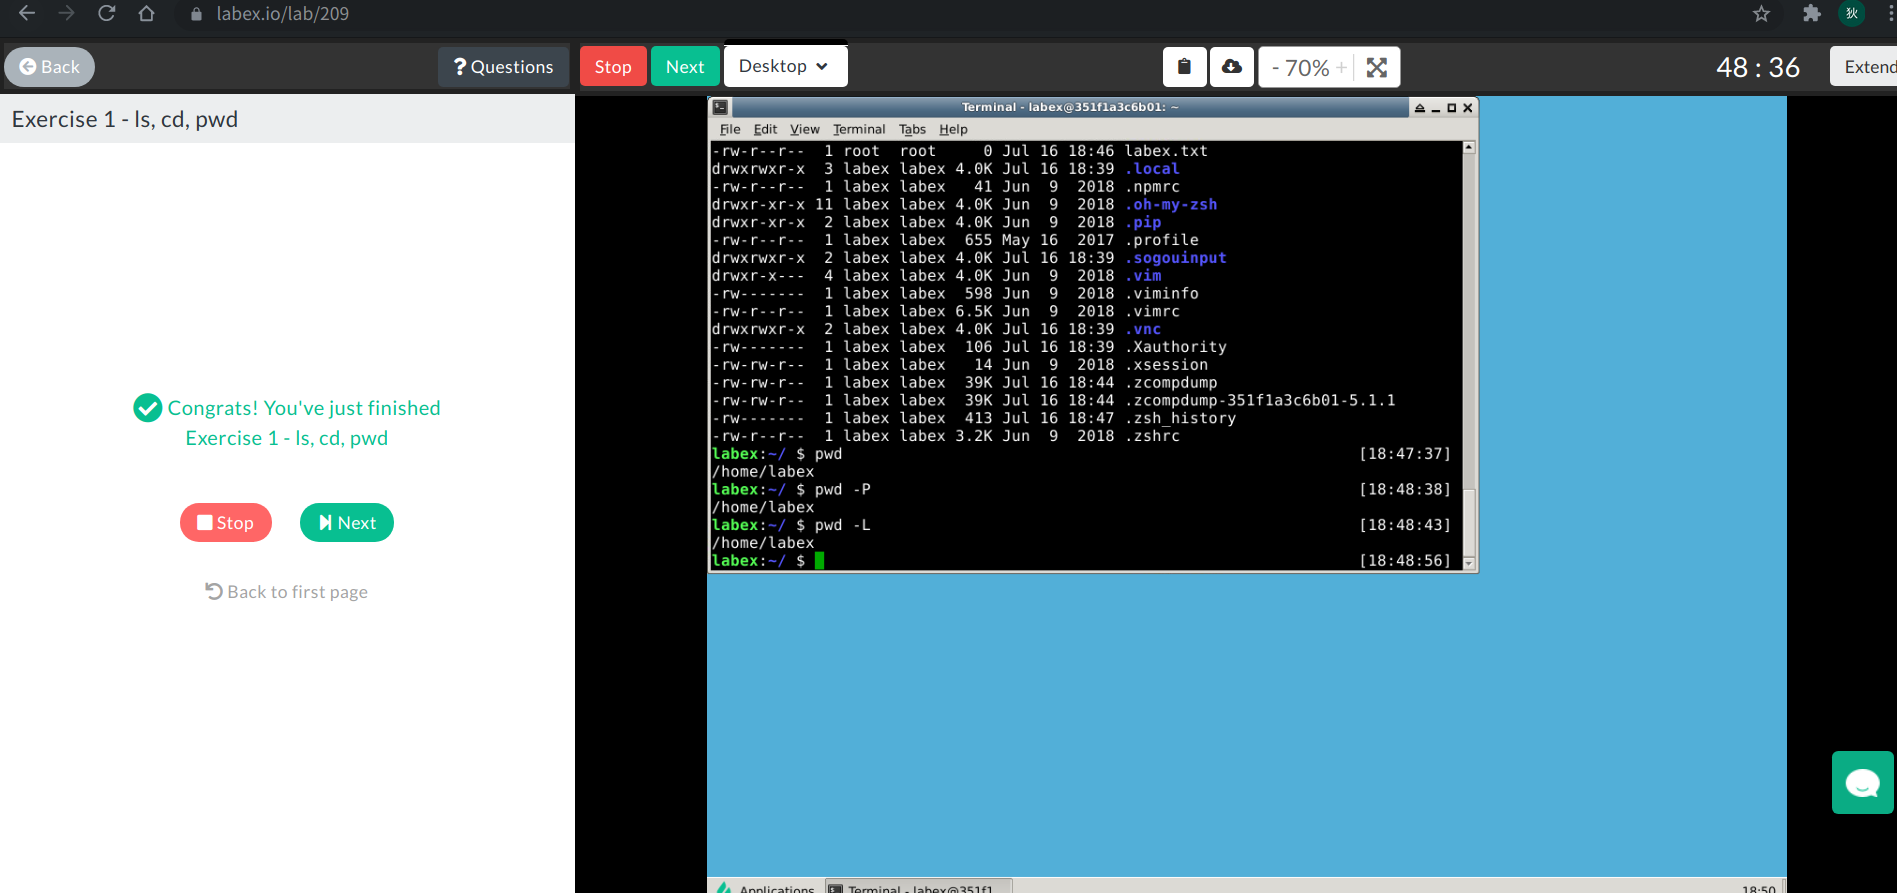 labex.io/lab/209
狄
Back
? Questions
Stop
Next
Desktop
- 70% +
48 : 36
Extend
Exercise 1 - ls, cd, pwd
Congrats! You've just finished
Exercise 1 - ls, cd, pwd
Stop
Next
Back to first page
Terminal - labex@351f1a3c6b01: ~
File Edit View Terminal Tabs Help
-rw-r--r--  1 root  root     0 Jul 16 18:46 labex.txt
drwxrwxr-x  3 labex labex 4.0K Jul 16 18:39 .local
-rw-r--r--  1 labex labex   41 Jun  9  2018 .npmrc
drwxr-xr-x 11 labex labex 4.0K Jun  9  2018 .oh-my-zsh
drwxr-xr-x  2 labex labex 4.0K Jun  9  2018 .pip
-rw-r--r--  1 labex labex  655 May 16  2017 .profile
drwxrwxr-x  2 labex labex 4.0K Jul 16 18:39 .sogouinput
drwxr-x---  4 labex labex 4.0K Jun  9  2018 .vim
-rw-------  1 labex labex  598 Jun  9  2018 .viminfo
-rw-r--r--  1 labex labex 6.5K Jun  9  2018 .vimrc
drwxrwxr-x  2 labex labex 4.0K Jul 16 18:39 .vnc
-rw-------  1 labex labex  106 Jul 16 18:39 .Xauthority
-rw-rw-r--  1 labex labex   14 Jun  9  2018 .xsession
-rw-rw-r--  1 labex labex  39K Jul 16 18:44 .zcompdump
-rw-rw-r--  1 labex labex  39K Jul 16 18:44 .zcompdump-351f1a3c6b01-5.1.1
-rw-------  1 labex labex  413 Jul 16 18:47 .zsh_history
-rw-r--r--  1 labex labex 3.2K Jun  9  2018 .zshrc
labex:~/ $ pwd [18:47:37]
/home/labex
labex:~/ $ pwd -P [18:48:38]
/home/labex
labex:~/ $ pwd -L [18:48:43]
/home/labex
labex:~/ $ [18:48:56]
Applications
Terminal - labex@351f1...
18:50